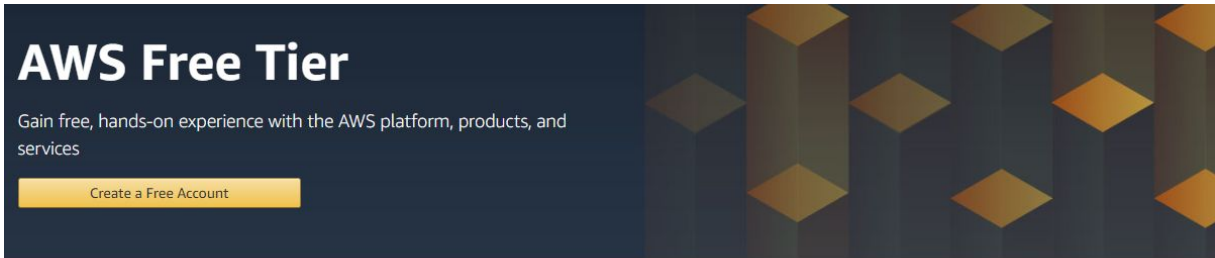 AWS Free Tier
Gain free, hands-on experience with the AWS platform, products, and
services
Create a Free Account